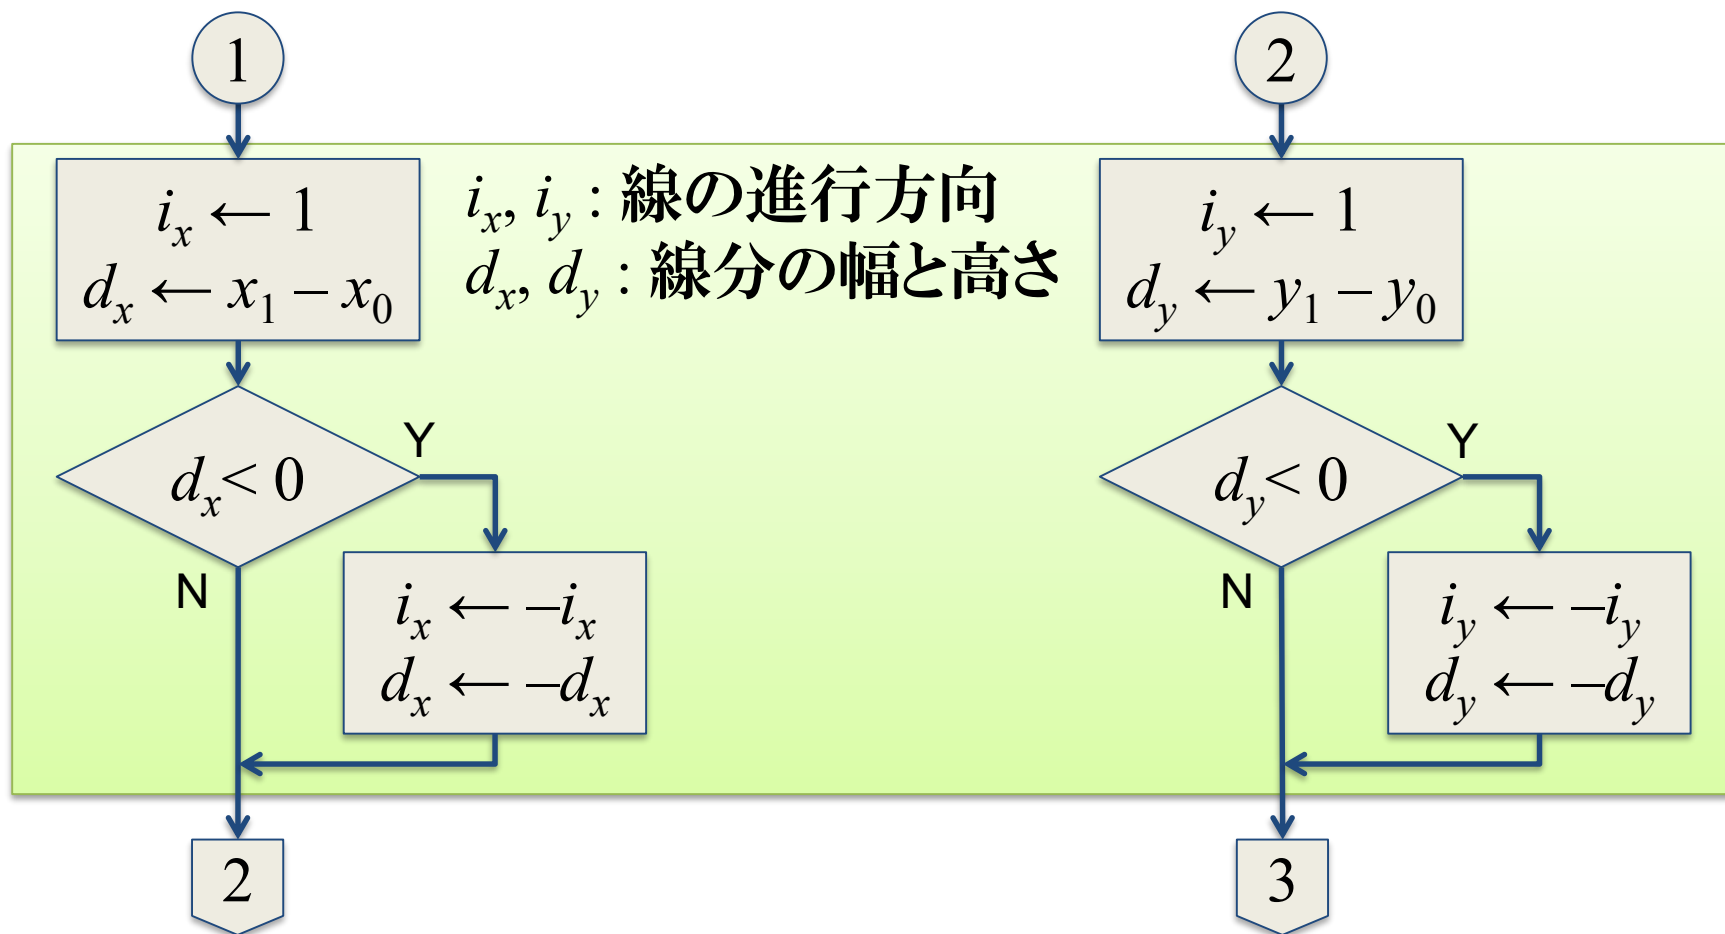 1
i_x ← 1
d_x ← x_1 – x_0
i_x, i_y : 線の進行方向
d_x, d_y : 線分の幅と高さ
d_x < 0
Y
N
i_x ← –i_x
d_x ← –d_x
2
2
i_y ← 1
d_y ← y_1 – y_0
d_y < 0
Y
N
i_y ← –i_y
d_y ← –d_y
3